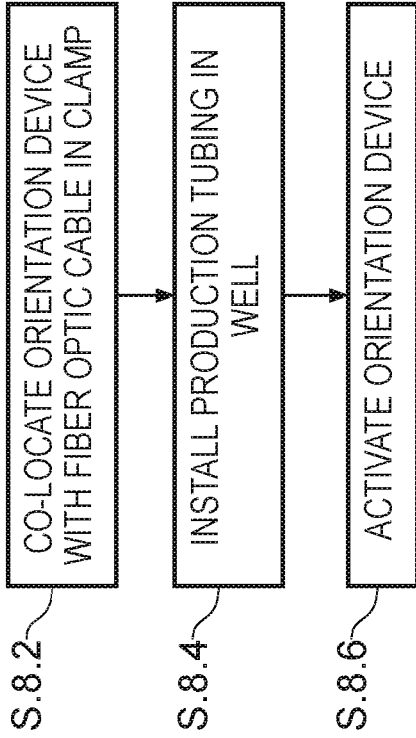 S.8.2
CO-LOCATE ORIENTATION DEVICE
WITH FIBER OPTIC CABLE IN CLAMP
S.8.4
INSTALL PRODUCTION TUBING IN
WELL
S.8.6
ACTIVATE ORIENTATION DEVICE